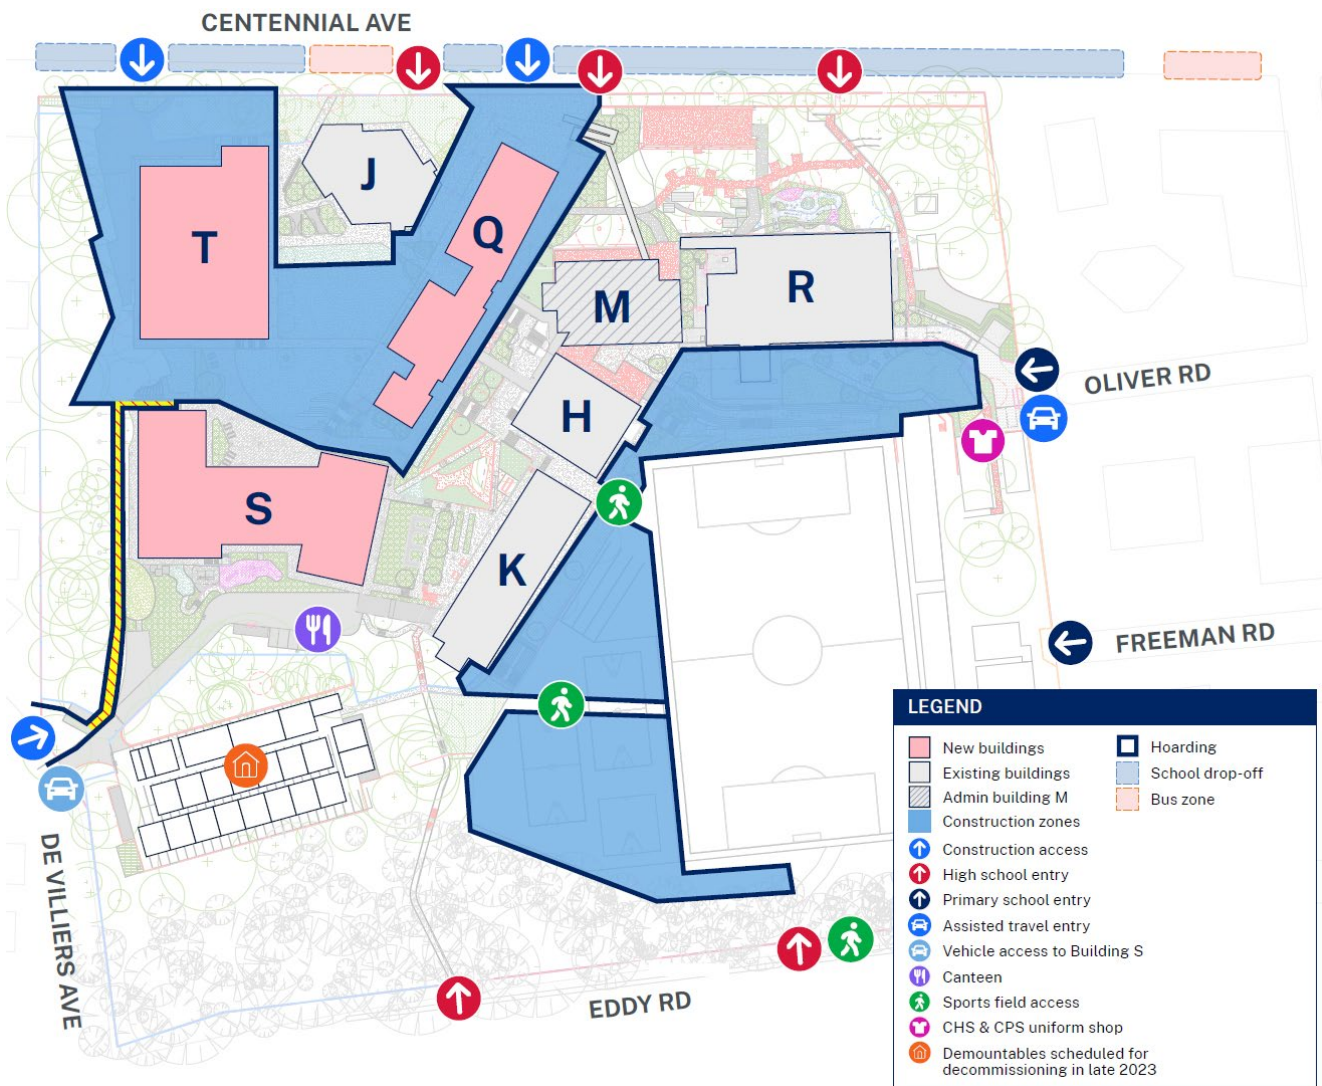 CENTENNIAL AVE
J
T
Q
M
R
H
S
K
OLIVER RD
FREEMAN RD
DE VILLIERS AVE
EDDY RD
LEGEND
New buildings
Existing buildings
Admin building M
Construction zones
Construction access
High school entry
Primary school entry
Assisted travel entry
Vehicle access to Building S
Canteen
Sports field access
CHS & CPS uniform shop
Demountables scheduled for
decommissioning in late 2023
Hoarding
School drop-off
Bus zone